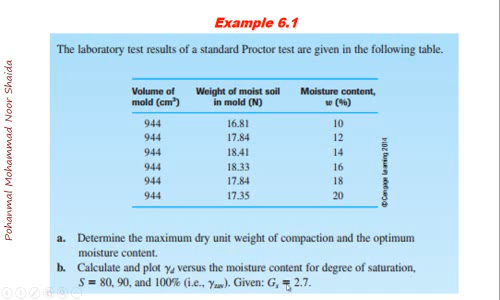 Example 6.1
Pohanmal Mohammad Noor Shaida
The laboratory test results of a standard Proctor test are given in the following table.
Volume of mold (cm³) Weight of moist soil in mold (N) Moisture content, w (%)
944 16.81 10
944 17.84 12
944 18.41 14
944 18.33 16
944 17.84 18
944 17.35 20
© Cengage Learning 2014
a. Determine the maximum dry unit weight of compaction and the optimum
moisture content.
b. Calculate and plot γd versus the moisture content for degree of saturation,
S = 80, 90, and 100% (i.e., γzav). Given: Gs = 2.7.